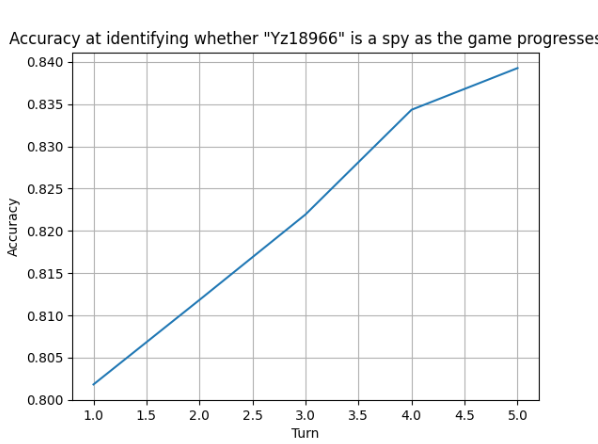 Accuracy at identifying whether "Yz18966" is a spy as the game progresses
0.840
0.835
0.830
0.825
0.820
0.815
0.810
0.805
0.800
Accuracy
1.0 1.5 2.0 2.5 3.0 3.5 4.0 4.5 5.0
Turn